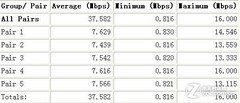 Group/ Pair Average (Mbps) Minimum (Mbps) Maximum (Mbps)
All Pairs 37.582 0.816 16.000
Pair 1 7.629 0.830 14.546
Pair 2 7.439 0.816 13.559
Pair 3 7.542 0.820 13.333
Pair 4 7.616 0.816 16.000
Pair 5 7.566 0.821 13.115
Totals: 37.582 0.816 16.000